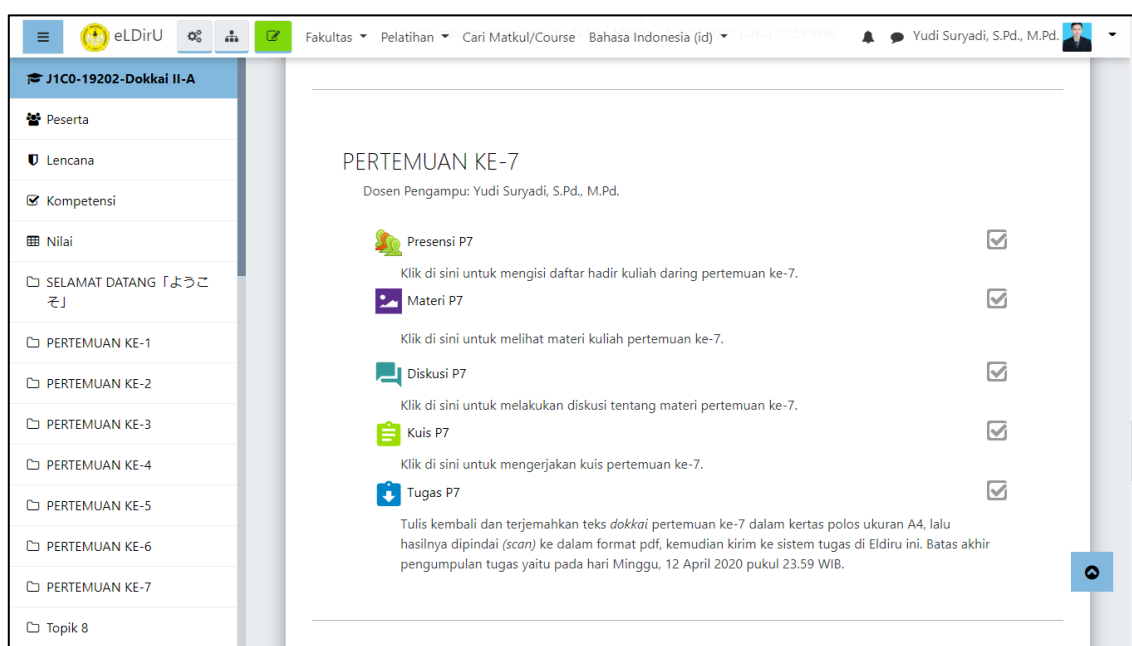 eLDirU
Fakultas Pelatihan Cari Matkul/Course Bahasa Indonesia (id) pukul 23.59 WIB. Yudi Suryadi, S.Pd., M.Pd.
J1C0-19202-Dokkai II-A
Peserta
Lencana
Kompetensi
Nilai
SELAMAT DATANG「ようこ
そ」
PERTEMUAN KE-1
PERTEMUAN KE-2
PERTEMUAN KE-3
PERTEMUAN KE-4
PERTEMUAN KE-5
PERTEMUAN KE-6
PERTEMUAN KE-7
Topik 8
PERTEMUAN KE-7
Dosen Pengampu: Yudi Suryadi, S.Pd., M.Pd.
Presensi P7
Klik di sini untuk mengisi daftar hadir kuliah daring pertemuan ke-7.
Materi P7
Klik di sini untuk melihat materi kuliah pertemuan ke-7.
Diskusi P7
Klik di sini untuk melakukan diskusi tentang materi pertemuan ke-7.
Kuis P7
Klik di sini untuk mengerjakan kuis pertemuan ke-7.
Tugas P7
Tulis kembali dan terjemahkan teks dokkai pertemuan ke-7 dalam kertas polos ukuran A4, lalu
hasilnya dipindai (scan) ke dalam format pdf, kemudian kirim ke sistem tugas di Eldiru ini. Batas akhir
pengumpulan tugas yaitu pada hari Minggu, 12 April 2020 pukul 23.59 WIB.